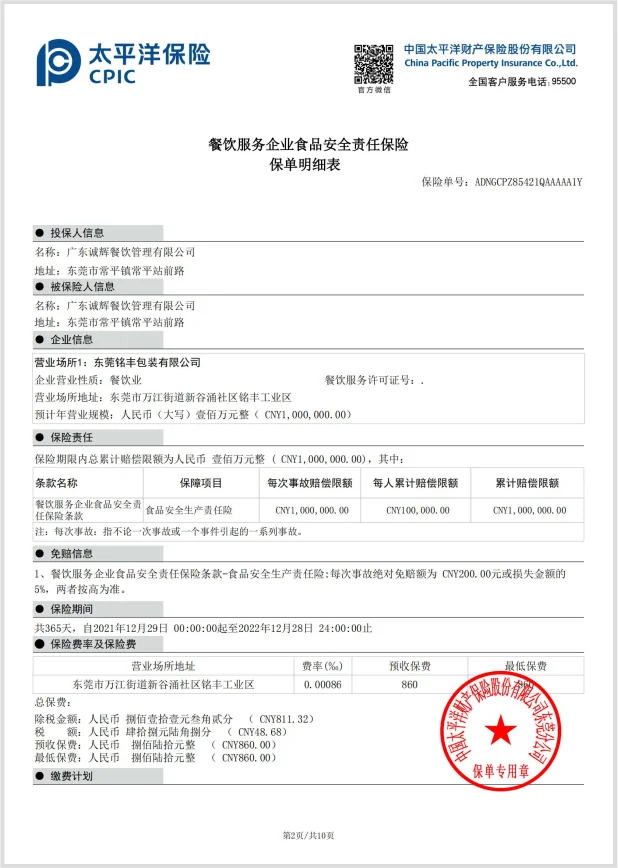 太平洋保险
CPIC
官方微信
中国太平洋财产保险股份有限公司
China Pacific Property Insurance Co.,Ltd.
全国客户服务电话:95500
餐饮服务企业食品安全责任保险
保单明细表
保险单号: ADNGCPZ85421QAAAAA1Y
● 投保人信息
名称: 广东诚辉餐饮管理有限公司
地址: 东莞市常平镇常平站前路
● 被保险人信息
名称: 广东诚辉餐饮管理有限公司
地址: 东莞市常平镇常平站前路
● 企业信息
营业场所1: 东莞铭丰包装有限公司
企业营业性质: 餐饮业 餐饮服务许可证号: .
营业场所地址: 东莞市万江街道新谷涌社区铭丰工业区
预计年营业规模: 人民币(大写) 壹佰万元整 ( CNY1,000,000.00)
● 保险责任
保险期限内总累计赔偿限额为人民币 壹佰万元整 ( CNY1,000,000.00), 其中:
条款名称 保障项目 每次事故赔偿限额 每人累计赔偿限额 累计赔偿限额
餐饮服务企业食品安全责任保险条款 食品安全生产责任险 CNY1,000,000.00 CNY100,000.00 CNY1,000,000.00
注: 每次事故: 指不论一次事故或一个事件引起的一系列事故。
● 免赔信息
1、餐饮服务企业食品安全责任保险条款-食品安全生产责任险:每次事故绝对免赔额为 CNY200.00元或损失金额的
5%, 两者按高为准。
● 保险期间
共365天, 自2021年12月29日 00:00:00起至2022年12月28日 24:00:00止
● 保险费率及保险费
营业场所地址 费率(‰) 预收保费 最低保费
东莞市万江街道新谷涌社区铭丰工业区 0.00086 860 860
总保费:
除税金额: 人民币 捌佰壹拾壹元叁角贰分 ( CNY811.32)
税 额: 人民币 肆拾捌元陆角捌分 ( CNY48.68)
预收保费: 人民币 捌佰陆拾元整 ( CNY860.00)
最低保费: 人民币 捌佰陆拾元整 ( CNY860.00)
中国太平洋财产保险股份有限公司东莞分公司
保单专用章
● 缴费计划
第2页/共10页